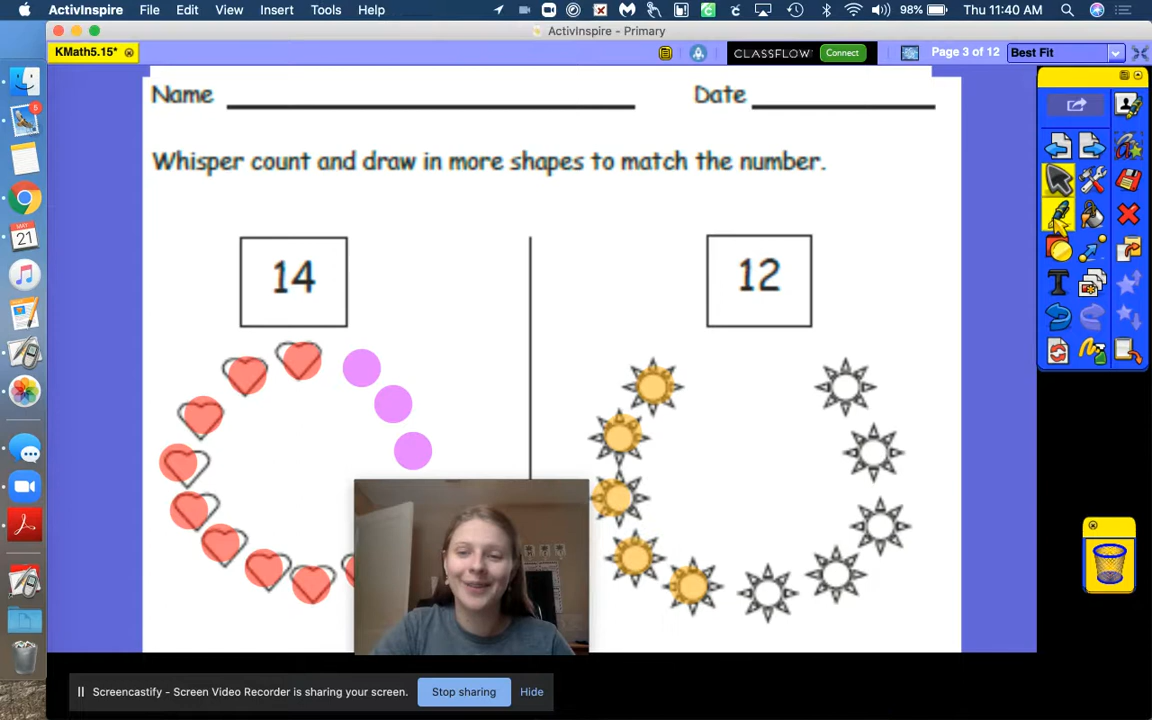 ActivInspire File Edit View Insert Tools Help 98% Thu 11:40 AM
ActivInspire - Primary
KMath5.15* CLASSFLOW Connect Page 3 of 12 Best Fit
Name Date
Whisper count and draw in more shapes to match the number.
14 12
Screencastify - Screen Video Recorder is sharing your screen. Stop sharing Hide